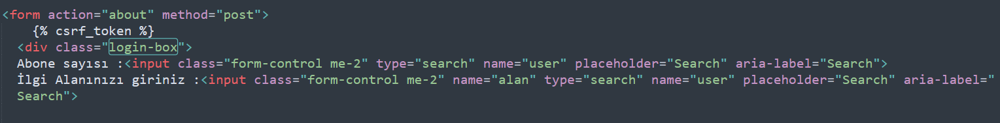 <form action="about" method="post">
{% csrf_token %}
<div class="login-box">
Abone sayısı :<input class="form-control me-2" type="search" name="user" placeholder="Search" aria-label="Search">
İlgi Alanınızı giriniz :<input class="form-control me-2" name="alan" type="search" name="user" placeholder="Search" aria-label="
Search">